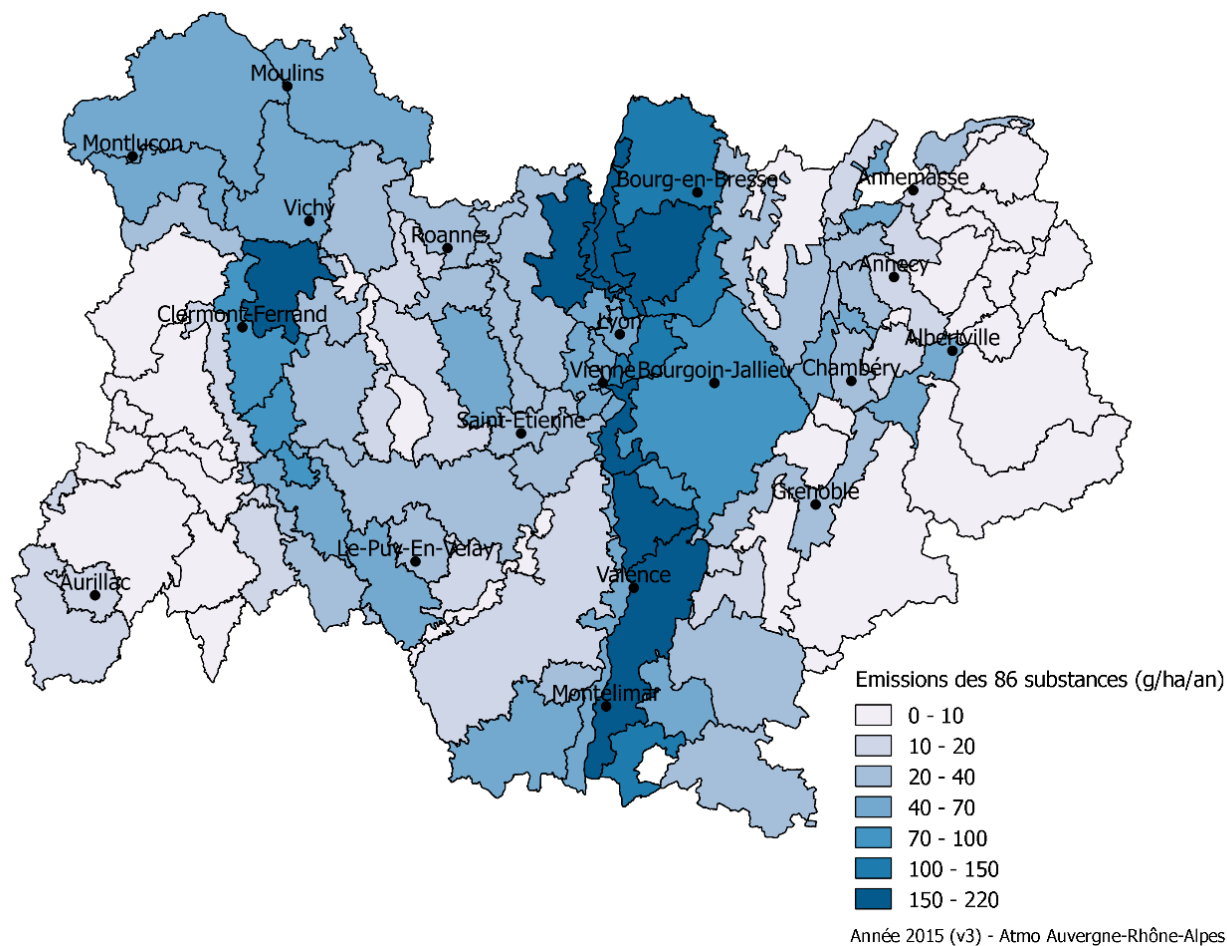 Moulins
Montluçon
Bourg-en-Bresse
Annemasse
Vichy
Roanne
Annecy
Clermont-Ferrand
Lyon
Albertville
Vienne
Bourgoin-Jallieu
Chambéry
Saint-Etienne
Grenoble
Le-Puy-En-Velay
Aurillac
Valence
Montélimar
Emissions des 86 substances (g/ha/an)
0 - 10
10 - 20
20 - 40
40 - 70
70 - 100
100 - 150
150 - 220
Année 2015 (v3) - Atmo Auvergne-Rhône-Alpes